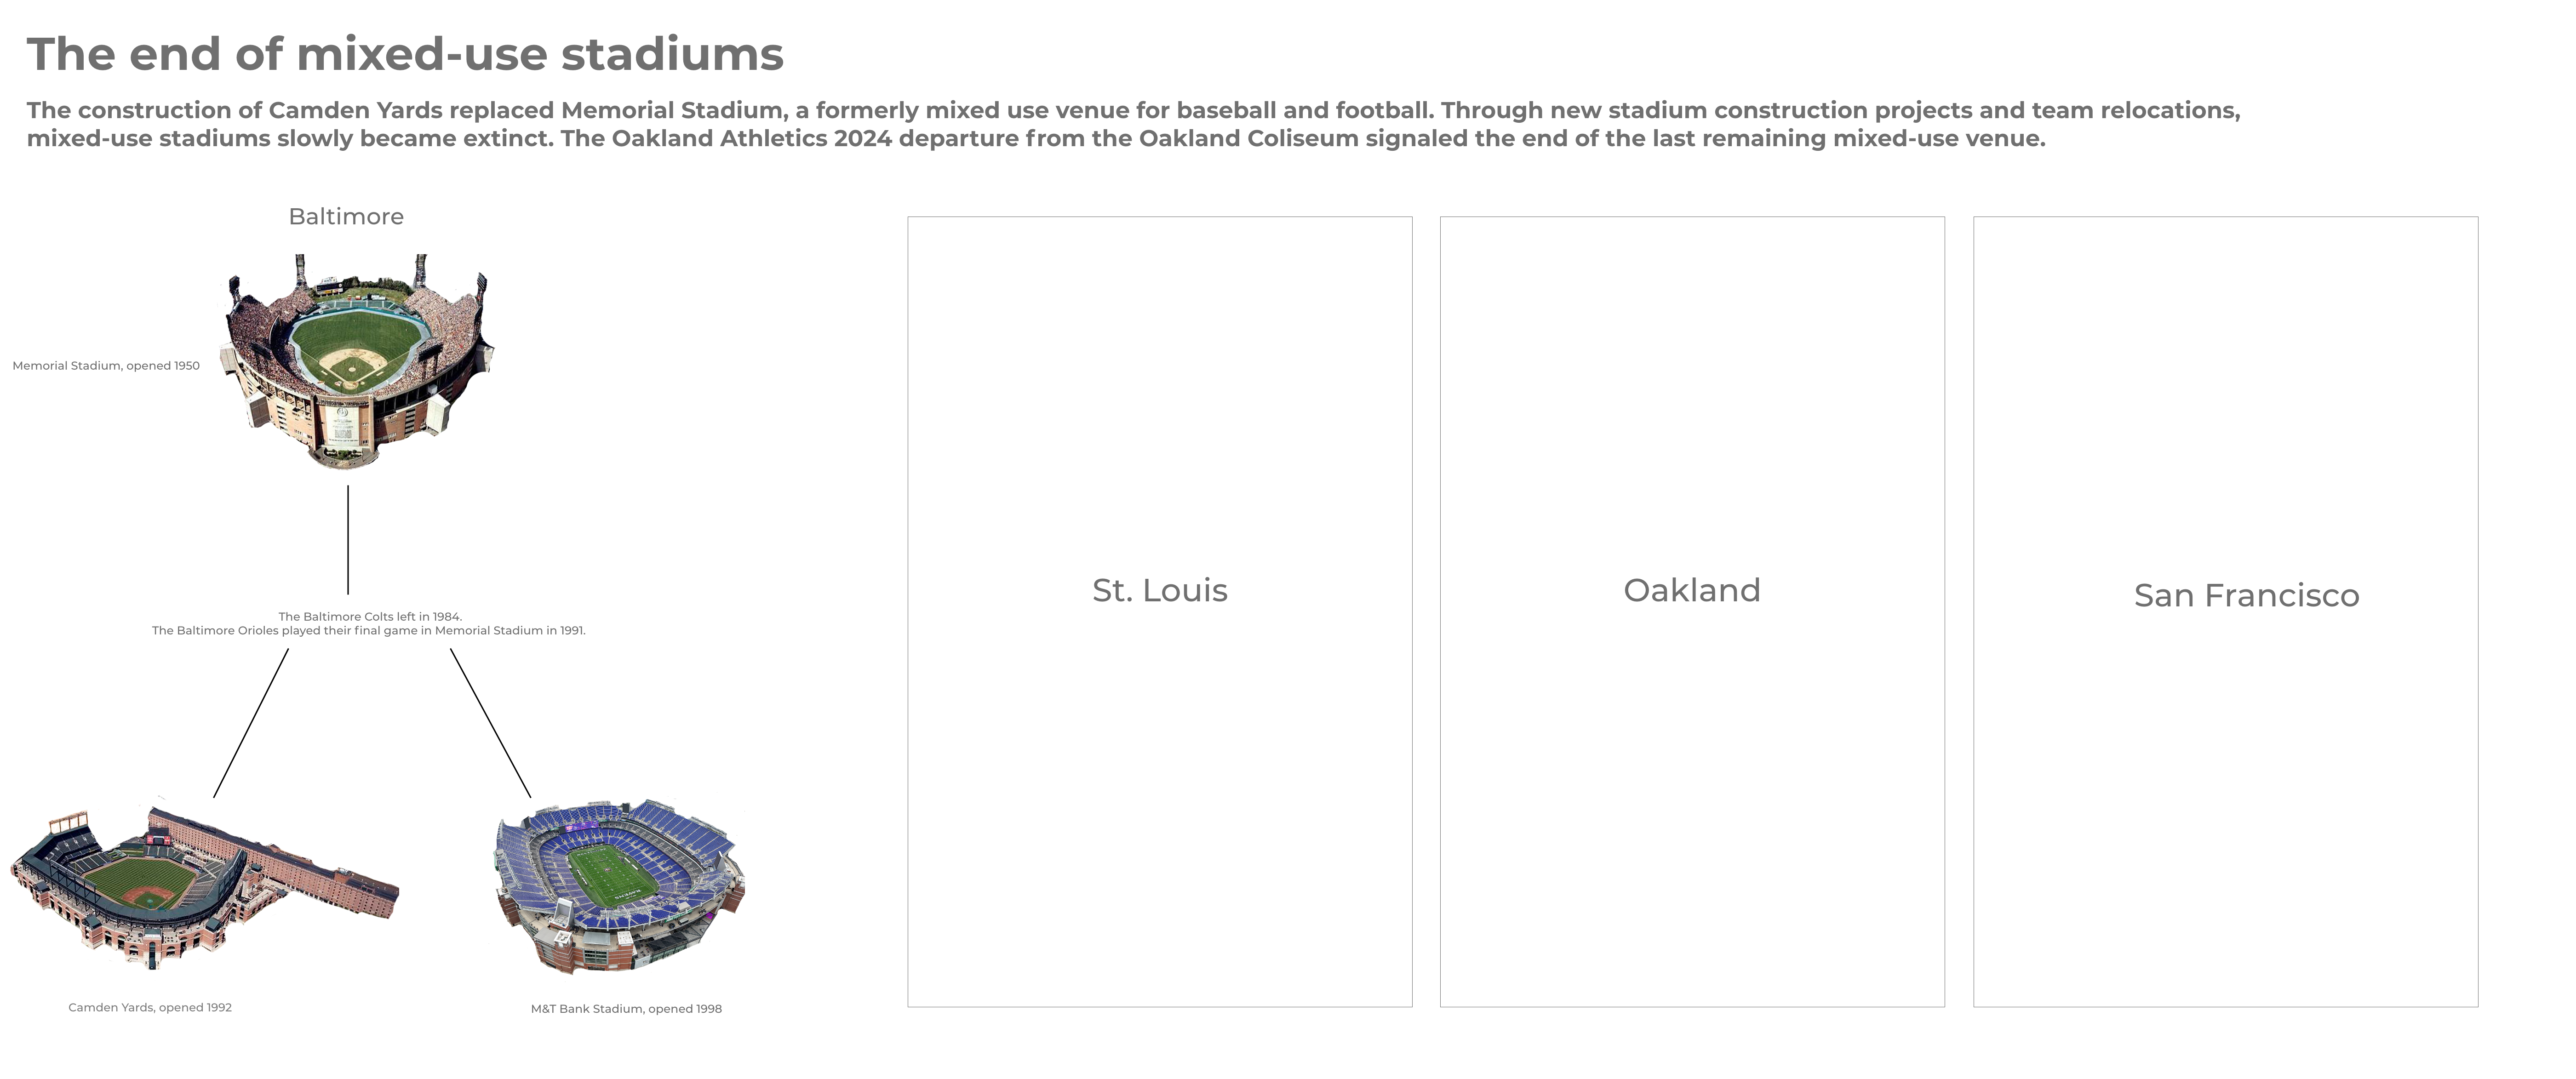 The end of mixed-use stadiums
The construction of Camden Yards replaced Memorial Stadium, a formerly mixed use venue for baseball and football. Through new stadium construction projects and team relocations,
mixed-use stadiums slowly became extinct. The Oakland Athletics 2024 departure from the Oakland Coliseum signaled the end of the last remaining mixed-use venue.
Baltimore
Memorial Stadium, opened 1950
The Baltimore Colts left in 1984.
The Baltimore Orioles played their final game in Memorial Stadium in 1991.
Camden Yards, opened 1992
M&T Bank Stadium, opened 1998
St. Louis
Oakland
San Francisco